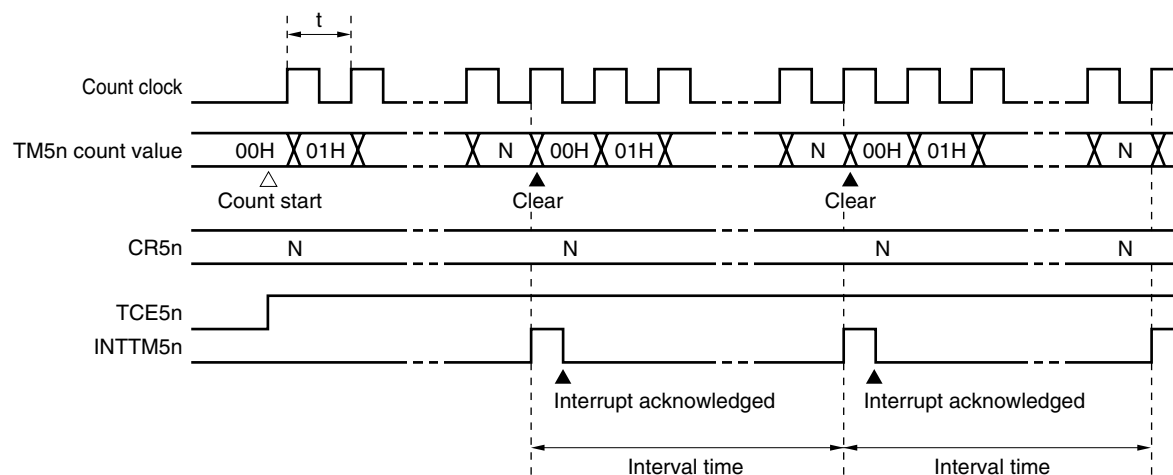 t
Count clock
TM5n count value 00H 01H N 00H 01H N 00H 01H N
Count start Clear Clear
CR5n N N N N
TCE5n
INTTM5n
Interrupt acknowledged Interrupt acknowledged
Interval time Interval time